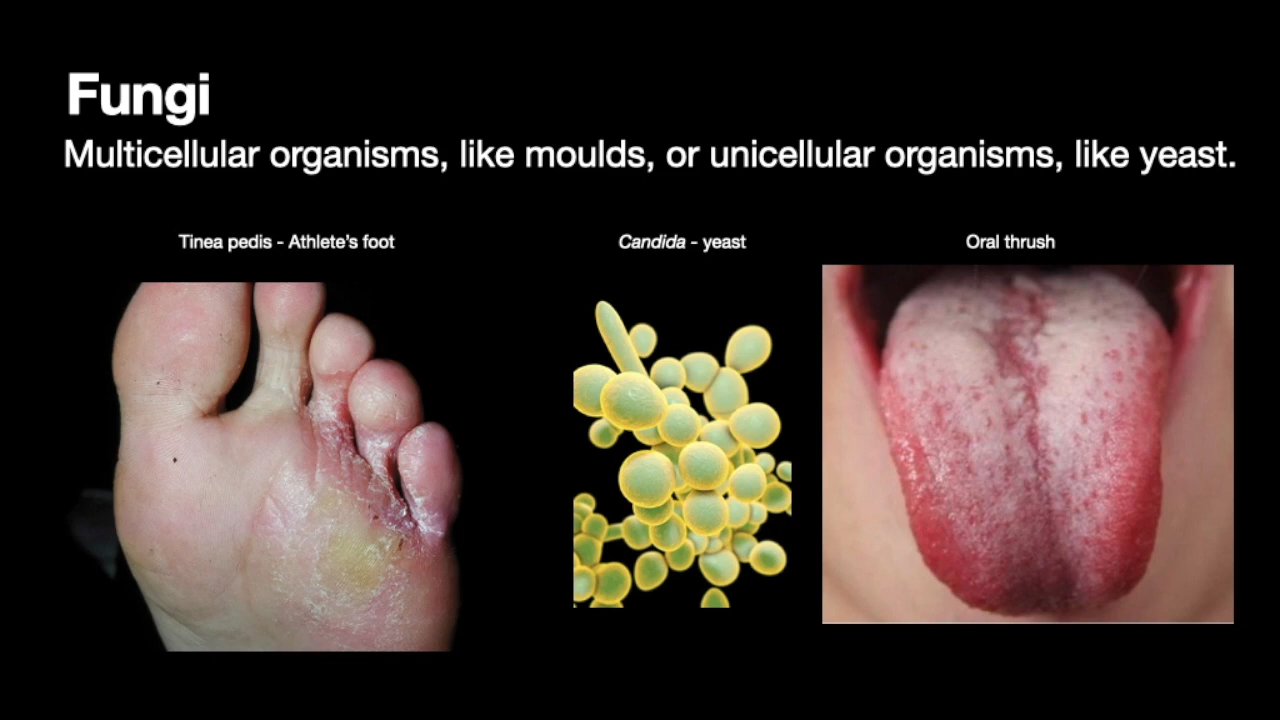 Fungi
Multicellular organisms, like moulds, or unicellular organisms, like yeast.
Tinea pedis - Athlete’s foot
Candida - yeast
Oral thrush